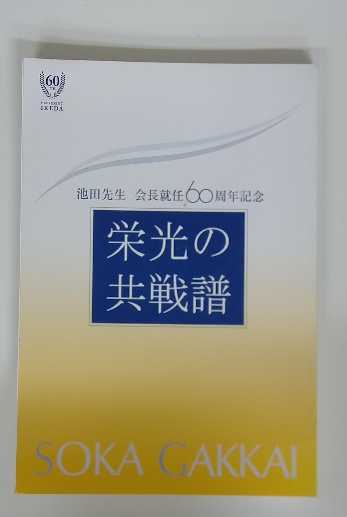 60
TH
PRESIDENT
IKEDA
池田先生 会長就任60周年記念
栄光の
共戦譜
SOKA GAKKAI